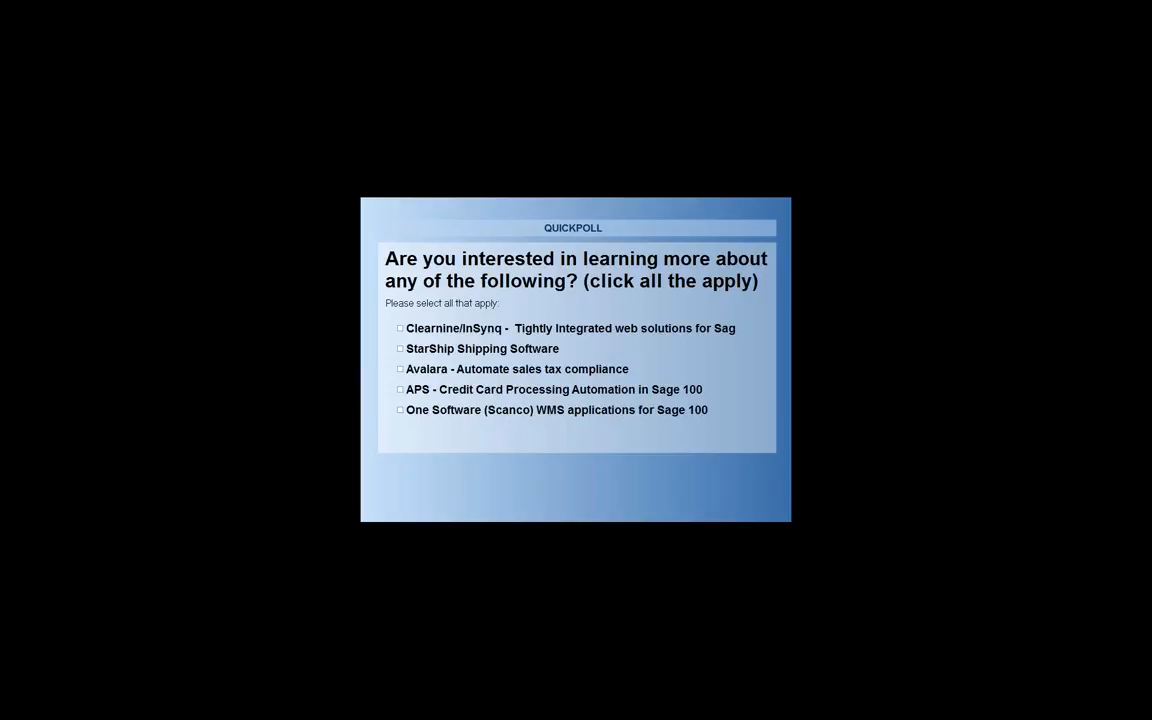 QUICKPOLL
Are you interested in learning more about
any of the following? (click all the apply)
Please select all that apply:
Clearnine/InSynq -  Tightly Integrated web solutions for Sag
StarShip Shipping Software
Avalara - Automate sales tax compliance
APS - Credit Card Processing Automation in Sage 100
One Software (Scanco) WMS applications for Sage 100